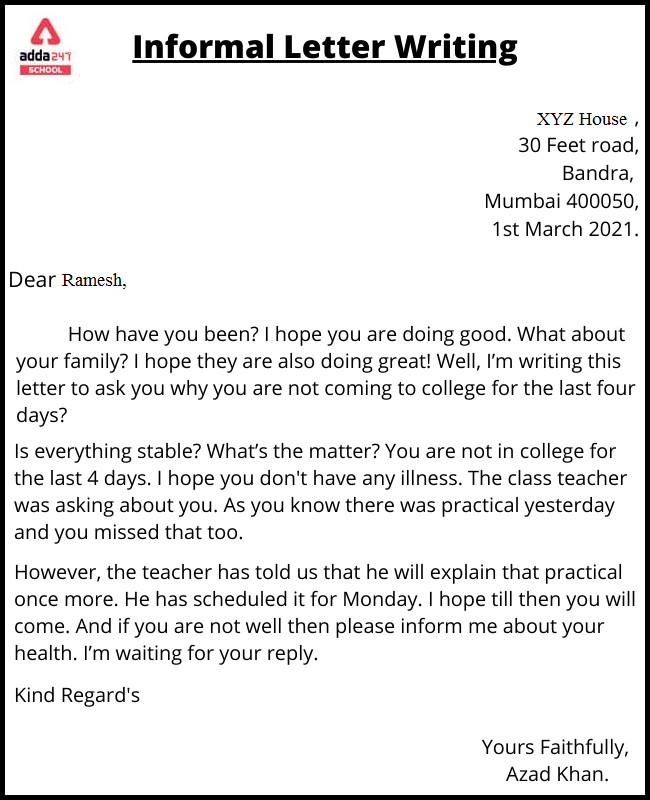 adda247
SCHOOL
Informal Letter Writing
XYZ House ,
30 Feet road,
Bandra,
Mumbai 400050,
1st March 2021.
Dear Ramesh,
How have you been? I hope you are doing good. What about
your family? I hope they are also doing great! Well, I’m writing this
letter to ask you why you are not coming to college for the last four
days?
Is everything stable? What’s the matter? You are not in college for
the last 4 days. I hope you don't have any illness. The class teacher
was asking about you. As you know there was practical yesterday
and you missed that too.
However, the teacher has told us that he will explain that practical
once more. He has scheduled it for Monday. I hope till then you will
come. And if you are not well then please inform me about your
health. I’m waiting for your reply.
Kind Regard's
Yours Faithfully,
Azad Khan.